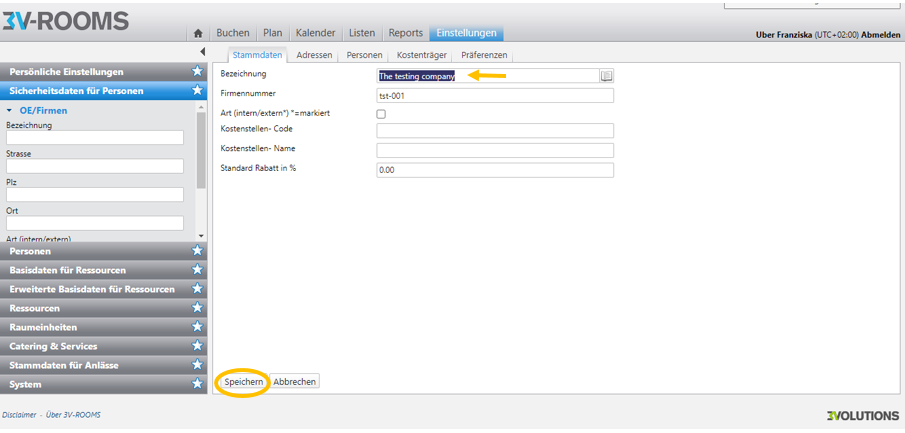 3V-ROOMS
Buchen Plan Kalender Listen Reports Einstellungen
Uber Franziska (UTC+02:00) Abmelden
Stammdaten Adressen Personen Kostenträger Präferenzen
Persönliche Einstellungen
Sicherheitsdaten für Personen
OE/Firmen
Bezeichnung
Strasse
Plz
Ort
Art (intern/extern)
Personen
Basisdaten für Ressourcen
Erweiterte Basisdaten für Ressourcen
Ressourcen
Raumeinheiten
Catering & Services
Stammdaten für Anlässe
System
Bezeichnung The testing company
Firmennummer tst-001
Art (intern/extern*) *=markiert
Kostenstellen- Code
Kostenstellen- Name
Standard Rabatt in % 0.00
Speichern Abbrechen
Disclaimer - Über 3V-ROOMS
3VOLUTIONS